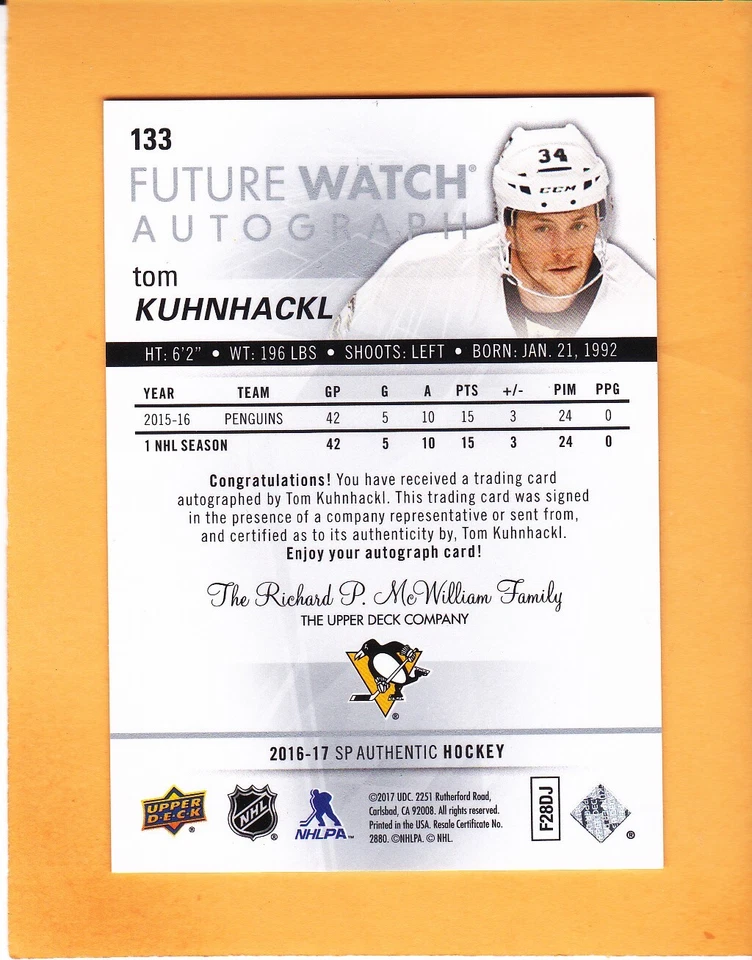 133
FUTURE WATCH®
AUTOGRAPH
34
CCM
tom
KUHNHACKL
HT: 6'2" • WT: 196 LBS • SHOOTS: LEFT • BORN: JAN. 21, 1992
YEAR TEAM GP G A PTS +/- PIM PPG
2015-16 PENGUINS 42 5 10 15 3 24 0
1 NHL SEASON 42 5 10 15 3 24 0
Congratulations! You have received a trading card
autographed by Tom Kuhnhackl. This trading card was signed
in the presence of a company representative or sent from,
and certified as to its authenticity by, Tom Kuhnhackl.
Enjoy your autograph card!
The Richard P. McWilliam Family
THE UPPER DECK COMPANY
®
2016-17 SP AUTHENTIC HOCKEY
UPPER DECK ®
NHL ®
NHLPA™
©2017 UDC. 2251 Rutherford Road,
Carlsbad, CA 92008. All rights reserved.
Printed in the USA. Resale Certificate No.
2880. ©NHLPA. © NHL.
F28DJ
®